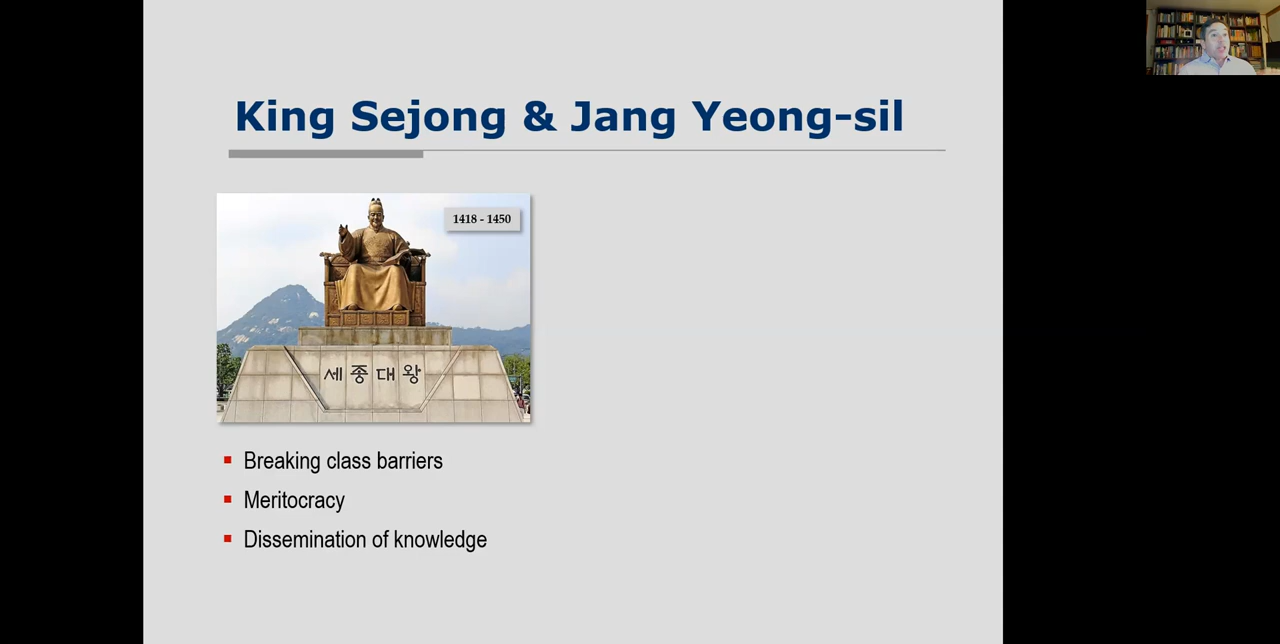 King Sejong & Jang Yeong-sil
1418 - 1450
세종대왕
Breaking class barriers
Meritocracy
Dissemination of knowledge